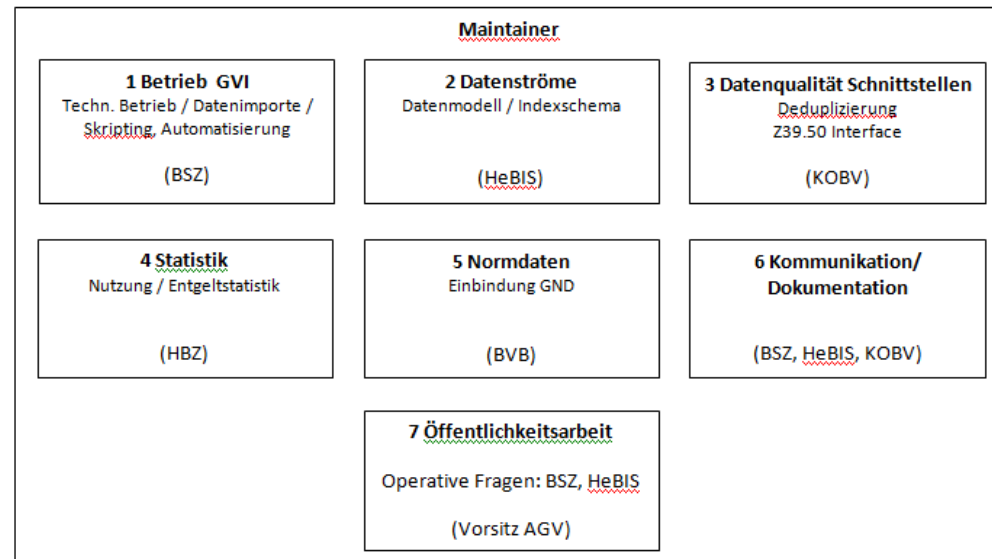 Maintainer
1 Betrieb GVI
Techn. Betrieb / Datenimporte /
Skripting, Automatisierung
(BSZ)
2 Datenströme
Datenmodell / Indexschema
(HeBIS)
3 Datenqualität Schnittstellen
Deduplizierung
Z39.50 Interface
(KOBV)
4 Statistik
Nutzung / Entgeltstatistik
(HBZ)
5 Normdaten
Einbindung GND
(BVB)
6 Kommunikation/
Dokumentation
(BSZ, HeBIS, KOBV)
7 Öffentlichkeitsarbeit
Operative Fragen: BSZ, HeBIS
(Vorsitz AGV)